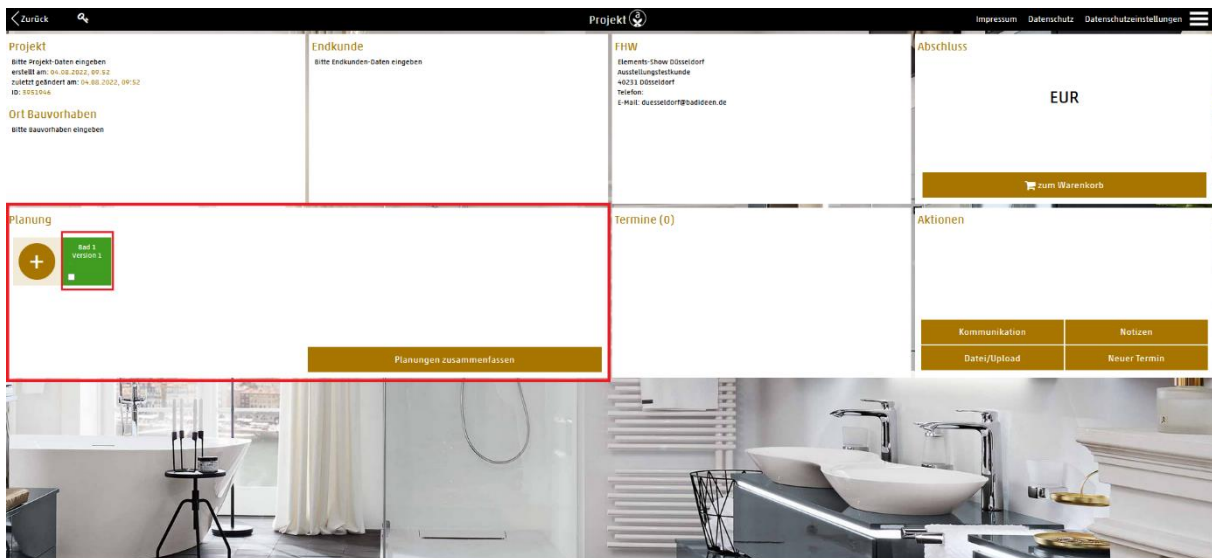 Zurück
Projekt
Impressum Datenschutz Datenschutzeinstellungen
Projekt
Bitte Projekt-Daten eingeben
erstellt am: 04.08.2022, 09:52
zuletzt geändert am: 04.08.2022, 09:52
ID: 3951946
Ort Bauvorhaben
Bitte Bauvorhaben eingeben
Endkunde
Bitte Endkunden-Daten eingeben
FHW
Elements-Show Düsseldorf
Ausstellungstestkunde
40231 Düsseldorf
Telefon:
E-Mail: duesseldorf@badideen.de
Abschluss
EUR
zum Warenkorb
Planung
+
Bad 1
Version 1
Planungen zusammenfassen
Termine (0)
Aktionen
Kommunikation
Notizen
Datei/Upload
Neuer Termin